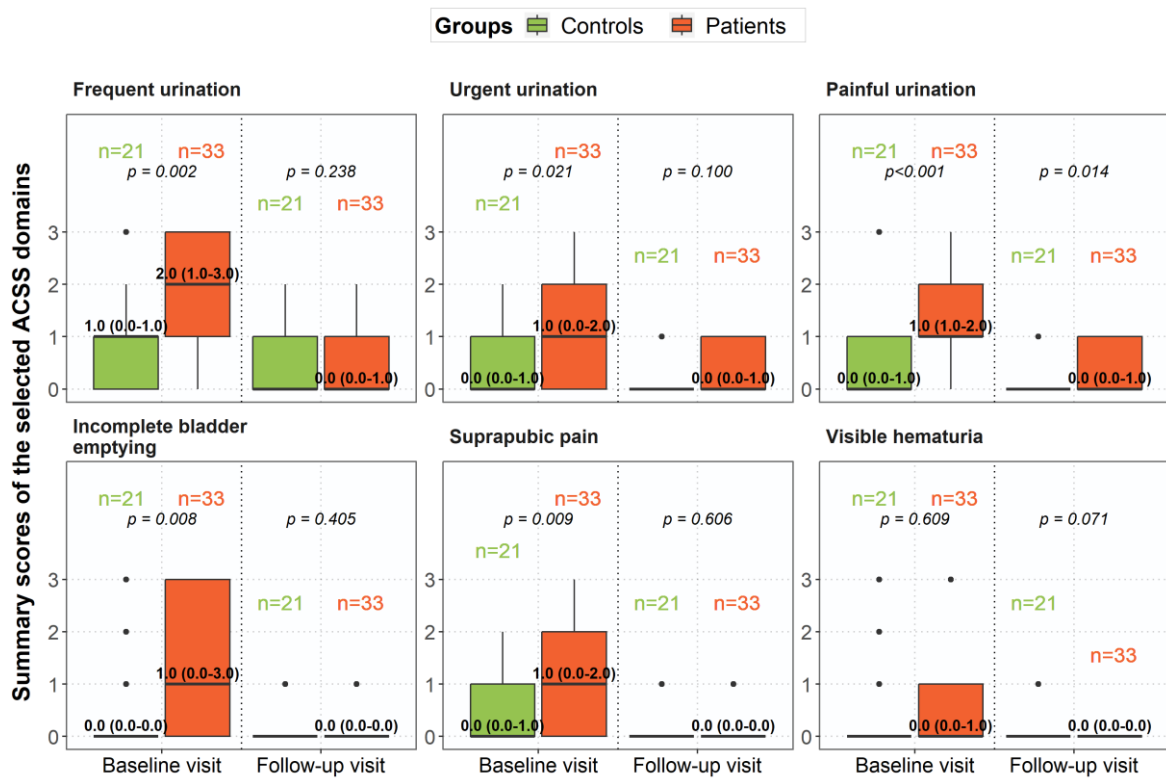 Groups Controls Patients
Summary scores of the selected ACSS domains
Frequent urination
n=21 n=33
p = 0.002 p = 0.238
n=21 n=33
3
2.0 (1.0-3.0)
2
1.0 (0.0-1.0)
1
0.0 (0.0-1.0)
0
Urgent urination
n=33
p = 0.021 p = 0.100
n=21
n=21 n=33
3
2
1.0 (0.0-2.0)
1
0.0 (0.0-1.0) 0.0 (0.0-1.0)
0
Painful urination
n=21 n=33
p<0.001 p = 0.014
n=21 n=33
3
2
1.0 (1.0-2.0)
1
0.0 (0.0-1.0) 0.0 (0.0-1.0)
0
Incomplete bladder
emptying
n=21 n=33
p = 0.008 p = 0.405
n=21 n=33
3
2
1.0 (0.0-3.0)
1
0.0 (0.0-0.0) 0.0 (0.0-0.0)
0
Baseline visit Follow-up visit
Suprapubic pain
n=33
p = 0.009 p = 0.606
n=21
n=21 n=33
3
2
1.0 (0.0-2.0)
1
0.0 (0.0-1.0) 0.0 (0.0-0.0)
0
Baseline visit Follow-up visit
Visible hematuria
n=21 n=33
p = 0.609 p = 0.071
n=21
n=33
3
2
1
0.0 (0.0-1.0) 0.0 (0.0-0.0)
0
Baseline visit Follow-up visit